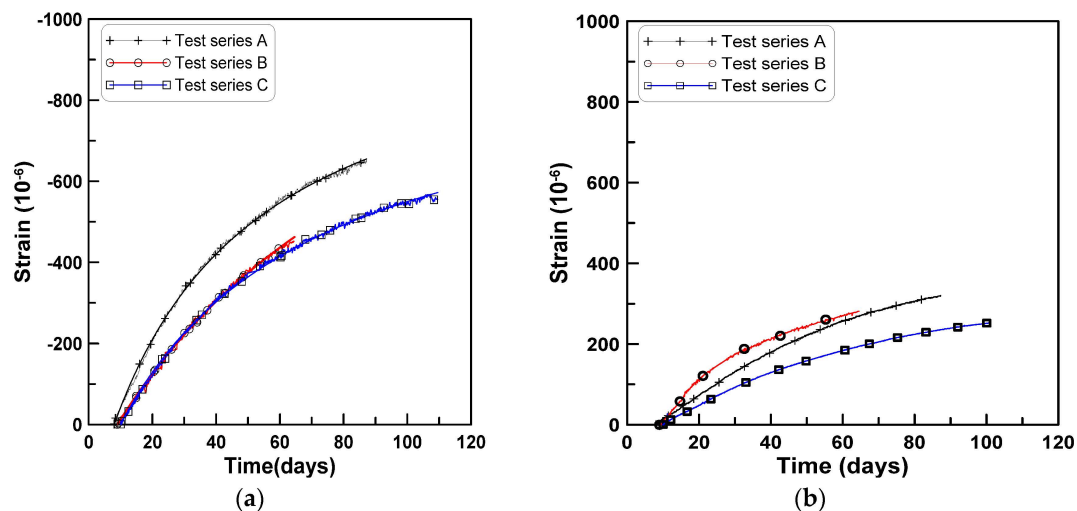 -1000
-800
-600
-400
-200
0
Strain (10⁻⁶)
Test series A
Test series B
Test series C
0 20 40 60 80 100 120
Time(days)
(a)
1000
800
600
400
200
0
Strain (10⁻⁶)
Test series A
Test series B
Test series C
0 20 40 60 80 100 120
Time (days)
(b)